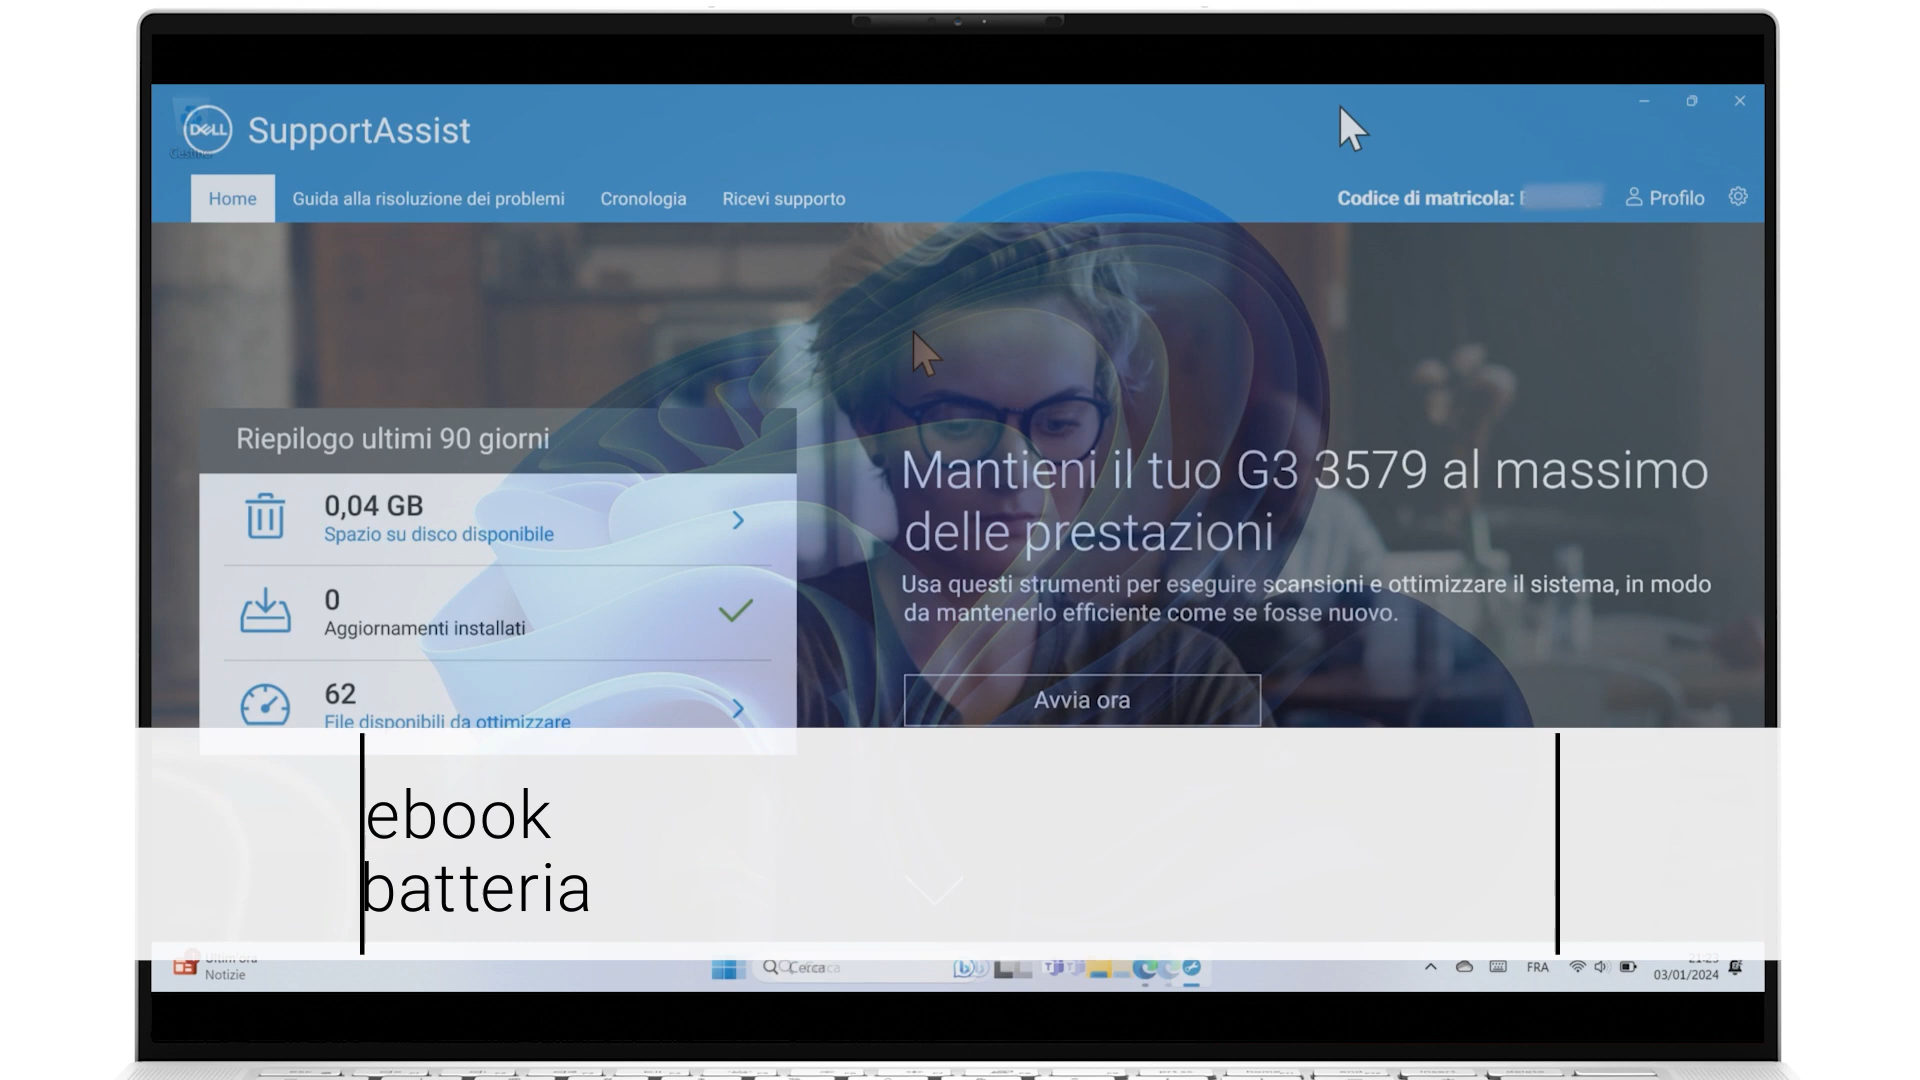 DELL SupportAssist
Home Guida alla risoluzione dei problemi Cronologia Ricevi supporto Codice di matricola: Profilo
Riepilogo ultimi 90 giorni
0,04 GB
Spazio su disco disponibile
0
Aggiornamenti installati
62
File disponibili da ottimizzare
Mantieni il tuo G3 3579 al massimo
delle prestazioni
Usa questi strumenti per eseguire scansioni e ottimizzare il sistema, in modo
da mantenerlo efficiente come se fosse nuovo.
Avvia ora
ebook
batteria
Notizie
Cerca
FRA
03/01/2024